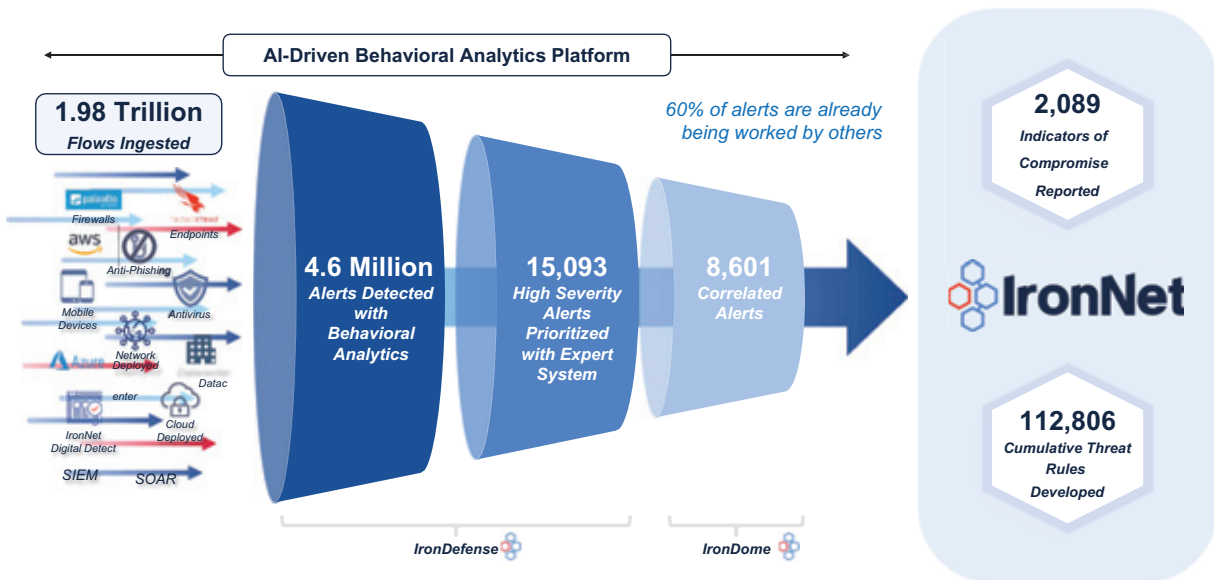 AI-Driven Behavioral Analytics Platform
1.98 Trillion
Flows Ingested
paloalto
Firewalls
Endpoints
aws
Anti-Phishing
Mobile
Devices
Antivirus
Azure
Network
Deployed
Datac
enter
IronNet
Digital Detect
Cloud
Deployed
SIEM
SOAR
4.6 Million
Alerts Detected
with
Behavioral
Analytics
15,093
High Severity
Alerts
Prioritized
with Expert
System
60% of alerts are already
being worked by others
8,601
Correlated
Alerts
IronDefense
IronDome
2,089
Indicators of
Compromise
Reported
IronNet
112,806
Cumulative Threat
Rules
Developed